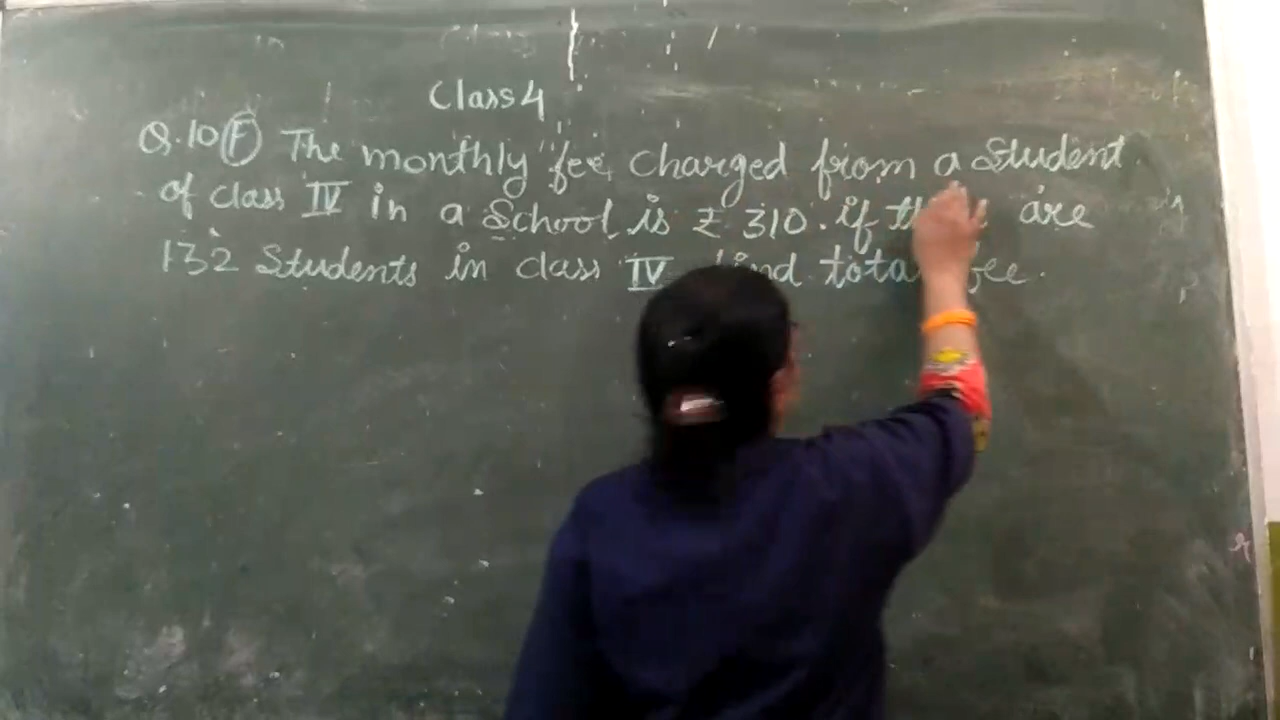 Class 4
Q.10 (F) The monthly fee charged from a Student
of class IV in a School is ₹ 310. if are
132 Students in class IV find total fee.